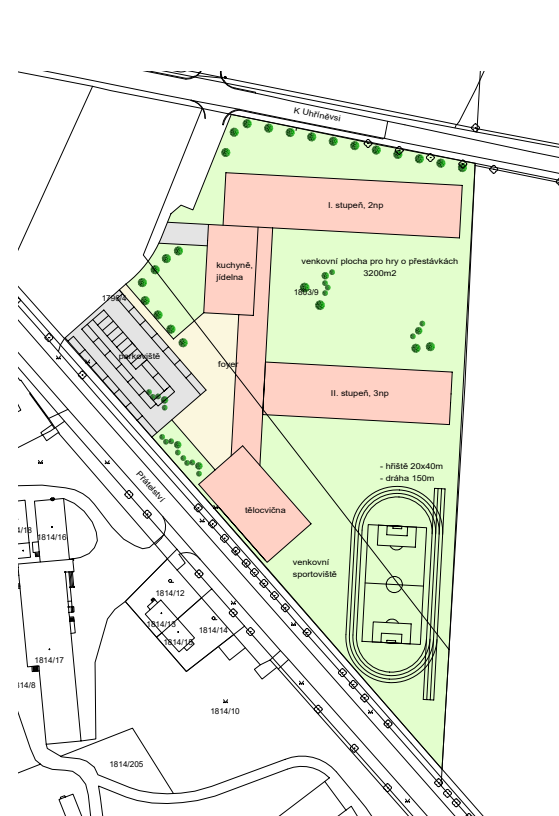 K Uhříněvsi
I. stupeň, 2np
kuchyně,
jídelna
venkovní plocha pro hry o přestávkách
3200m2
1803/9
1798/4
parkoviště
foyer
II. stupeň, 3np
- hřiště 20x40m
- dráha 150m
Přátelství
tělocvična
venkovní
sportoviště
1814/16
1814/12
1814/13
1814/14
1814/15
1814/17
1814/10
1814/205